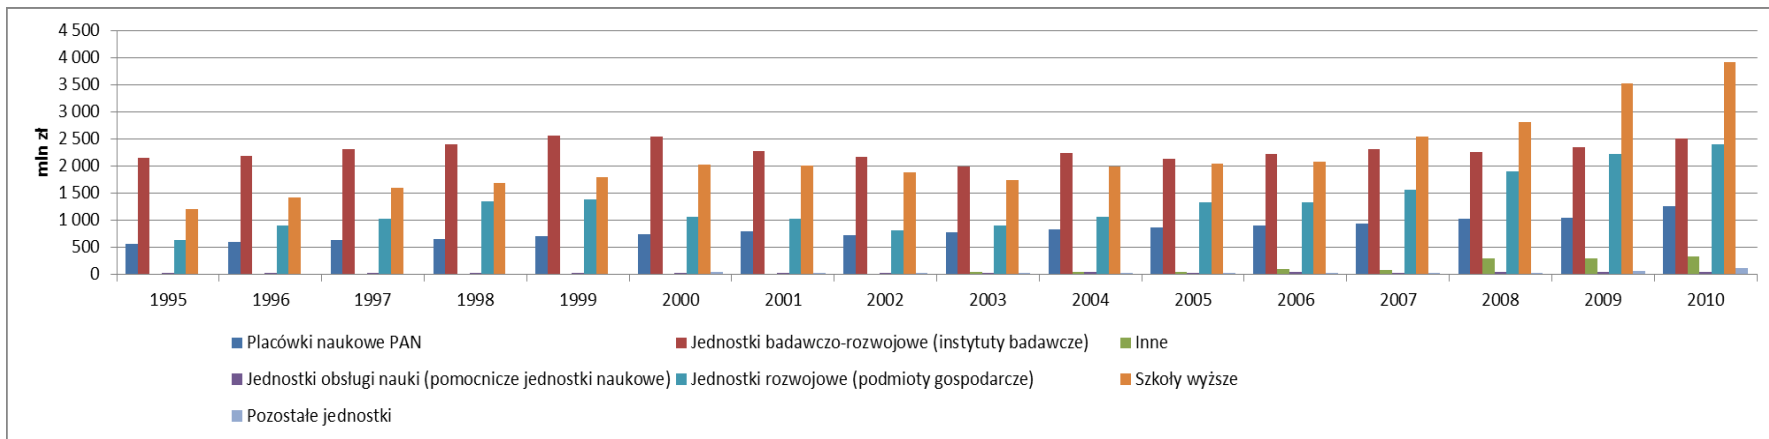 4 500
4 000
3 500
3 000
2 500
2 000
1 500
1 000
500
0
mln zł
1995 1996 1997 1998 1999 2000 2001 2002 2003 2004 2005 2006 2007 2008 2009 2010
Placówki naukowe PAN Jednostki badawczo-rozwojowe (instytuty badawcze) Inne
Jednostki obsługi nauki (pomocnicze jednostki naukowe) Jednostki rozwojowe (podmioty gospodarcze) Szkoły wyższe
Pozostałe jednostki